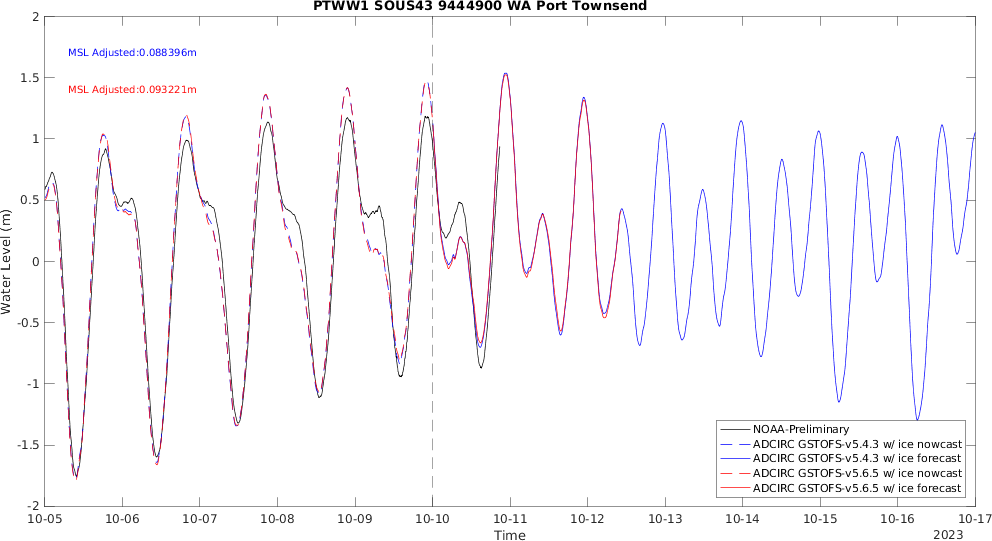 PTWW1 SOUS43 9444900 WA Port Townsend
MSL Adjusted:0.088396m
MSL Adjusted:0.093221m
Water Level (m)
2
1.5
1
0.5
0
-0.5
-1
-1.5
-2
NOAA-Preliminary
ADCIRC GSTOFS-v5.4.3 w/ ice nowcast
ADCIRC GSTOFS-v5.4.3 w/ ice forecast
ADCIRC GSTOFS-v5.6.5 w/ ice nowcast
ADCIRC GSTOFS-v5.6.5 w/ ice forecast
10-05 10-06 10-07 10-08 10-09 10-10 10-11 10-12 10-13 10-14 10-15 10-16 10-17
Time
2023